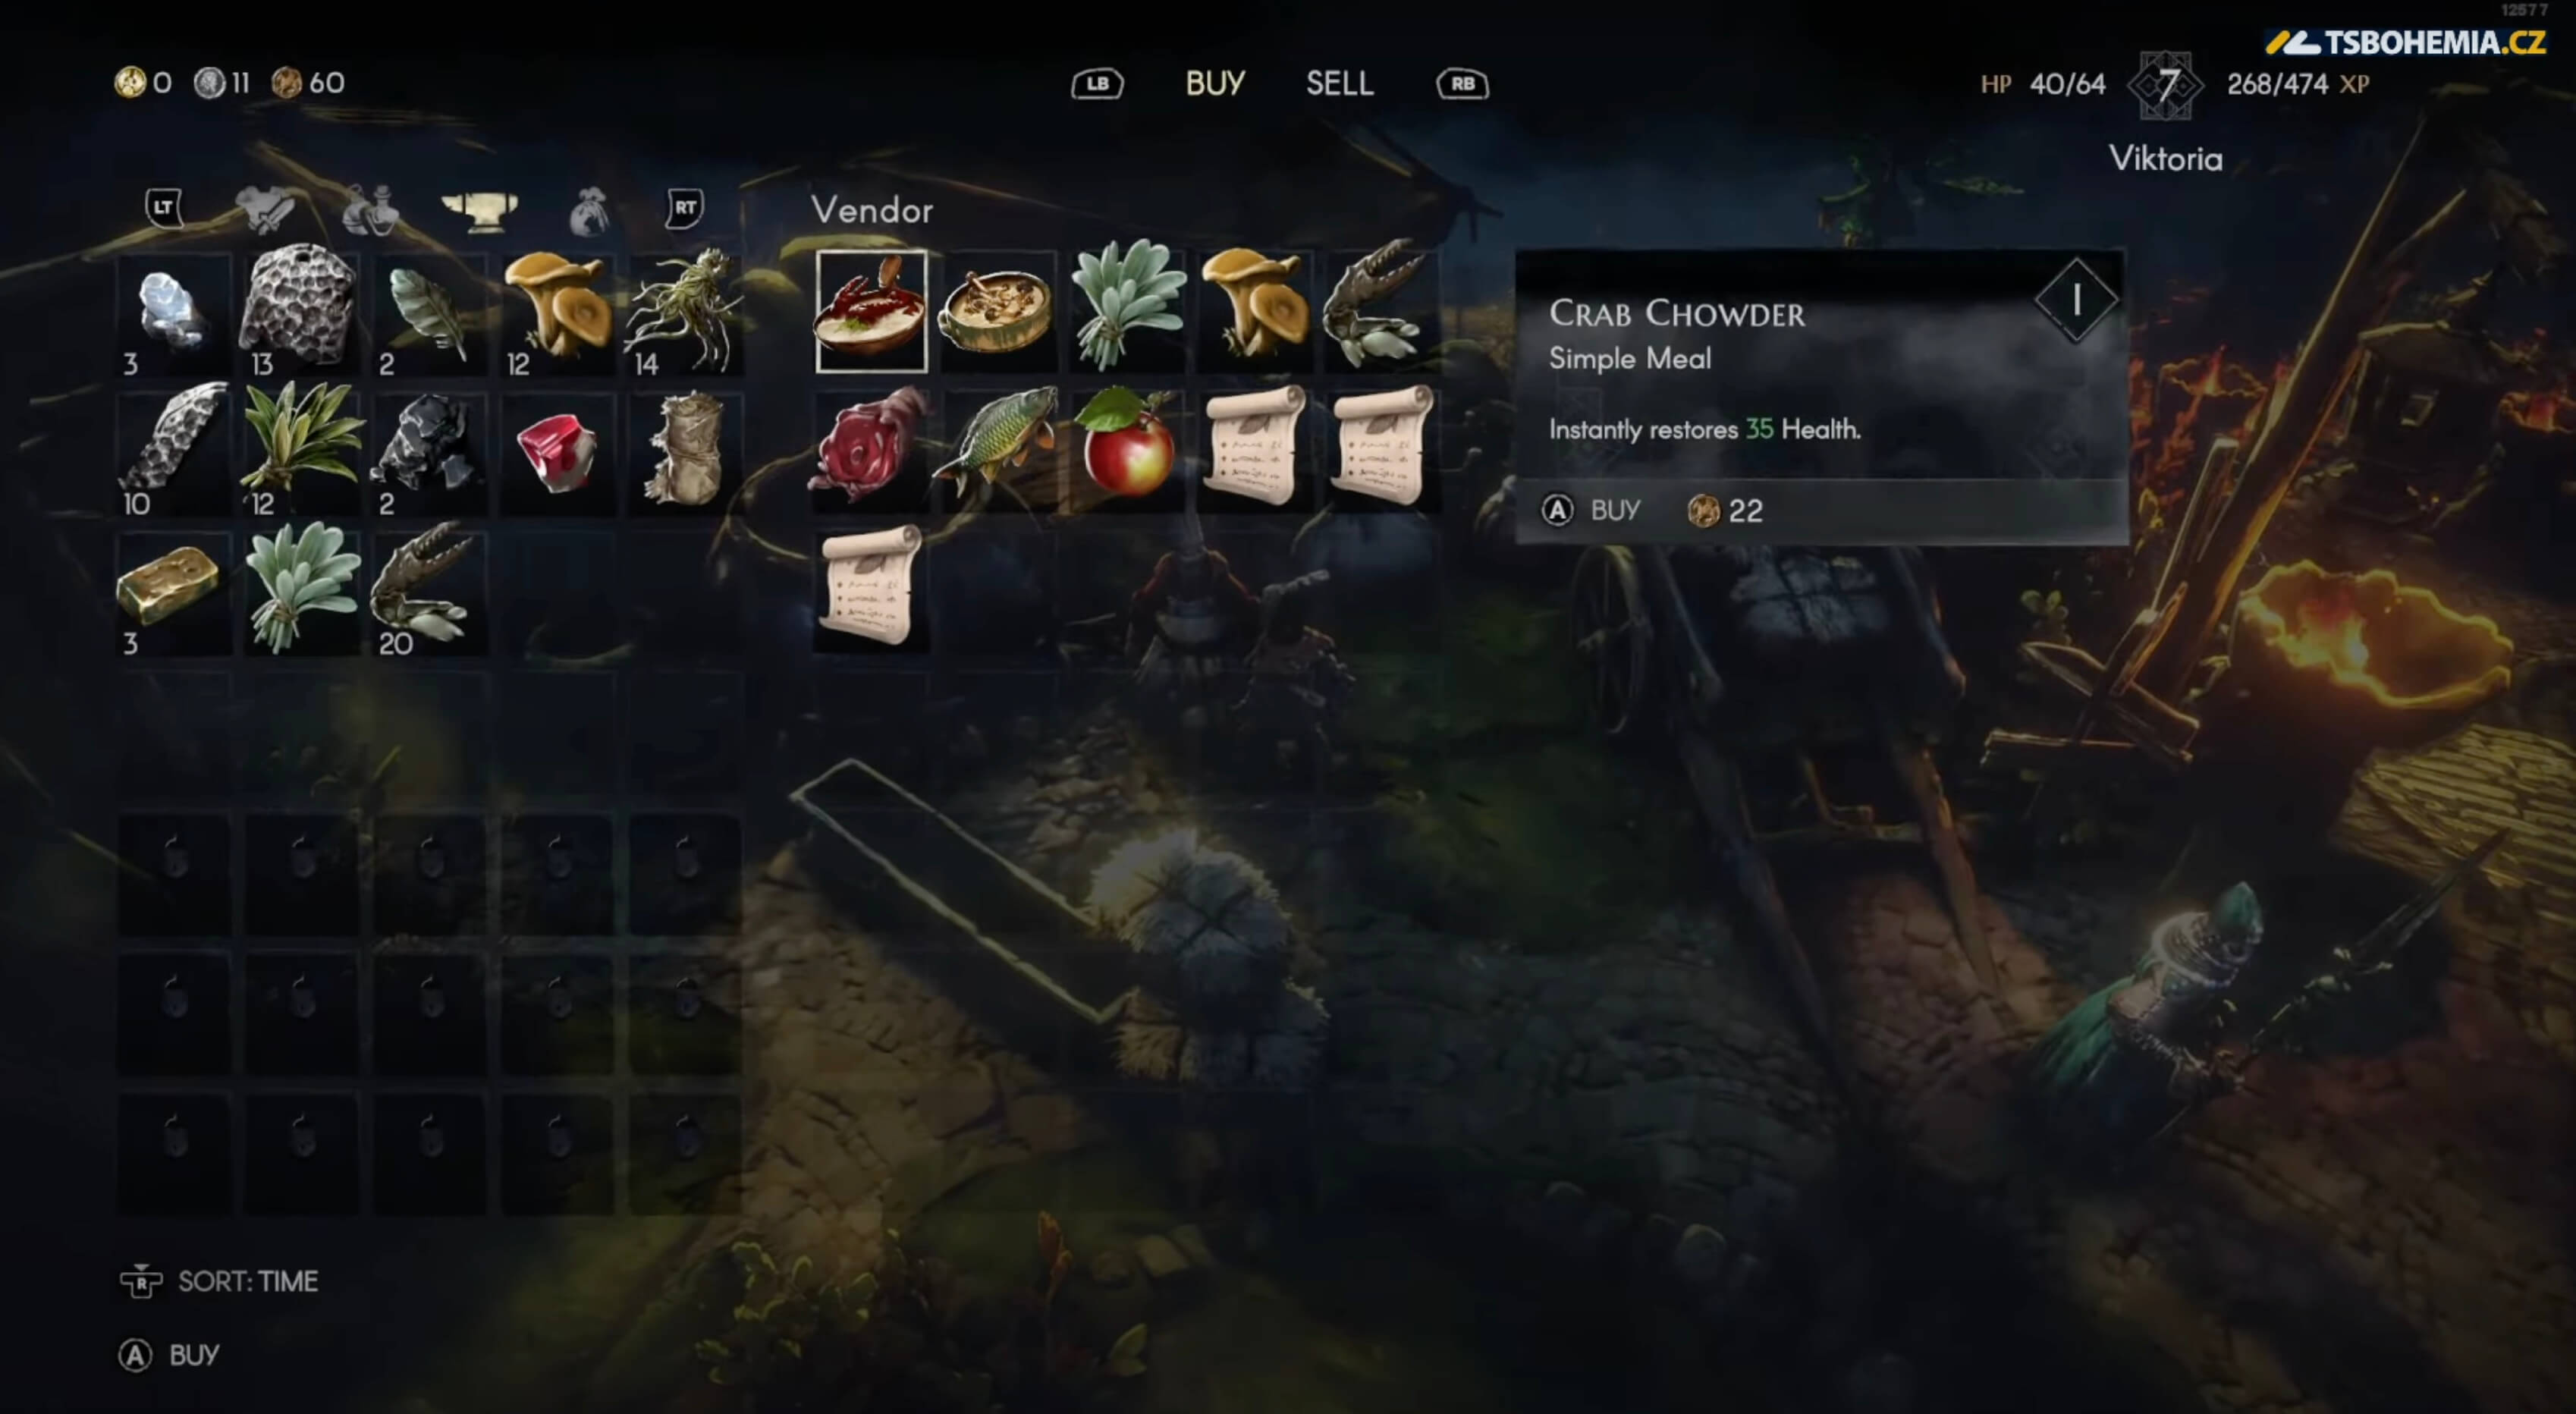 12577
TSBOHEMIA.CZ
0 11 60
LB BUY SELL RB
HP 40/64 7 268/474 XP
Viktoria
LT RT
Vendor
3 13 2 12 14
10 12 2
3 20
I
CRAB CHOWDER
Simple Meal
Instantly restores 35 Health.
A BUY 22
R SORT: TIME
A BUY